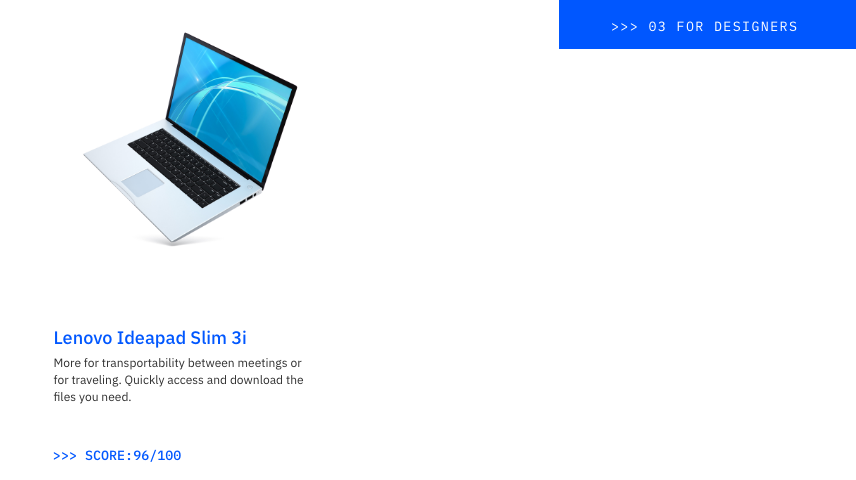 >>> 03 FOR DESIGNERS
Lenovo Ideapad Slim 3i
More for transportability between meetings or
for traveling. Quickly access and download the
files you need.
>>> SCORE:96/100